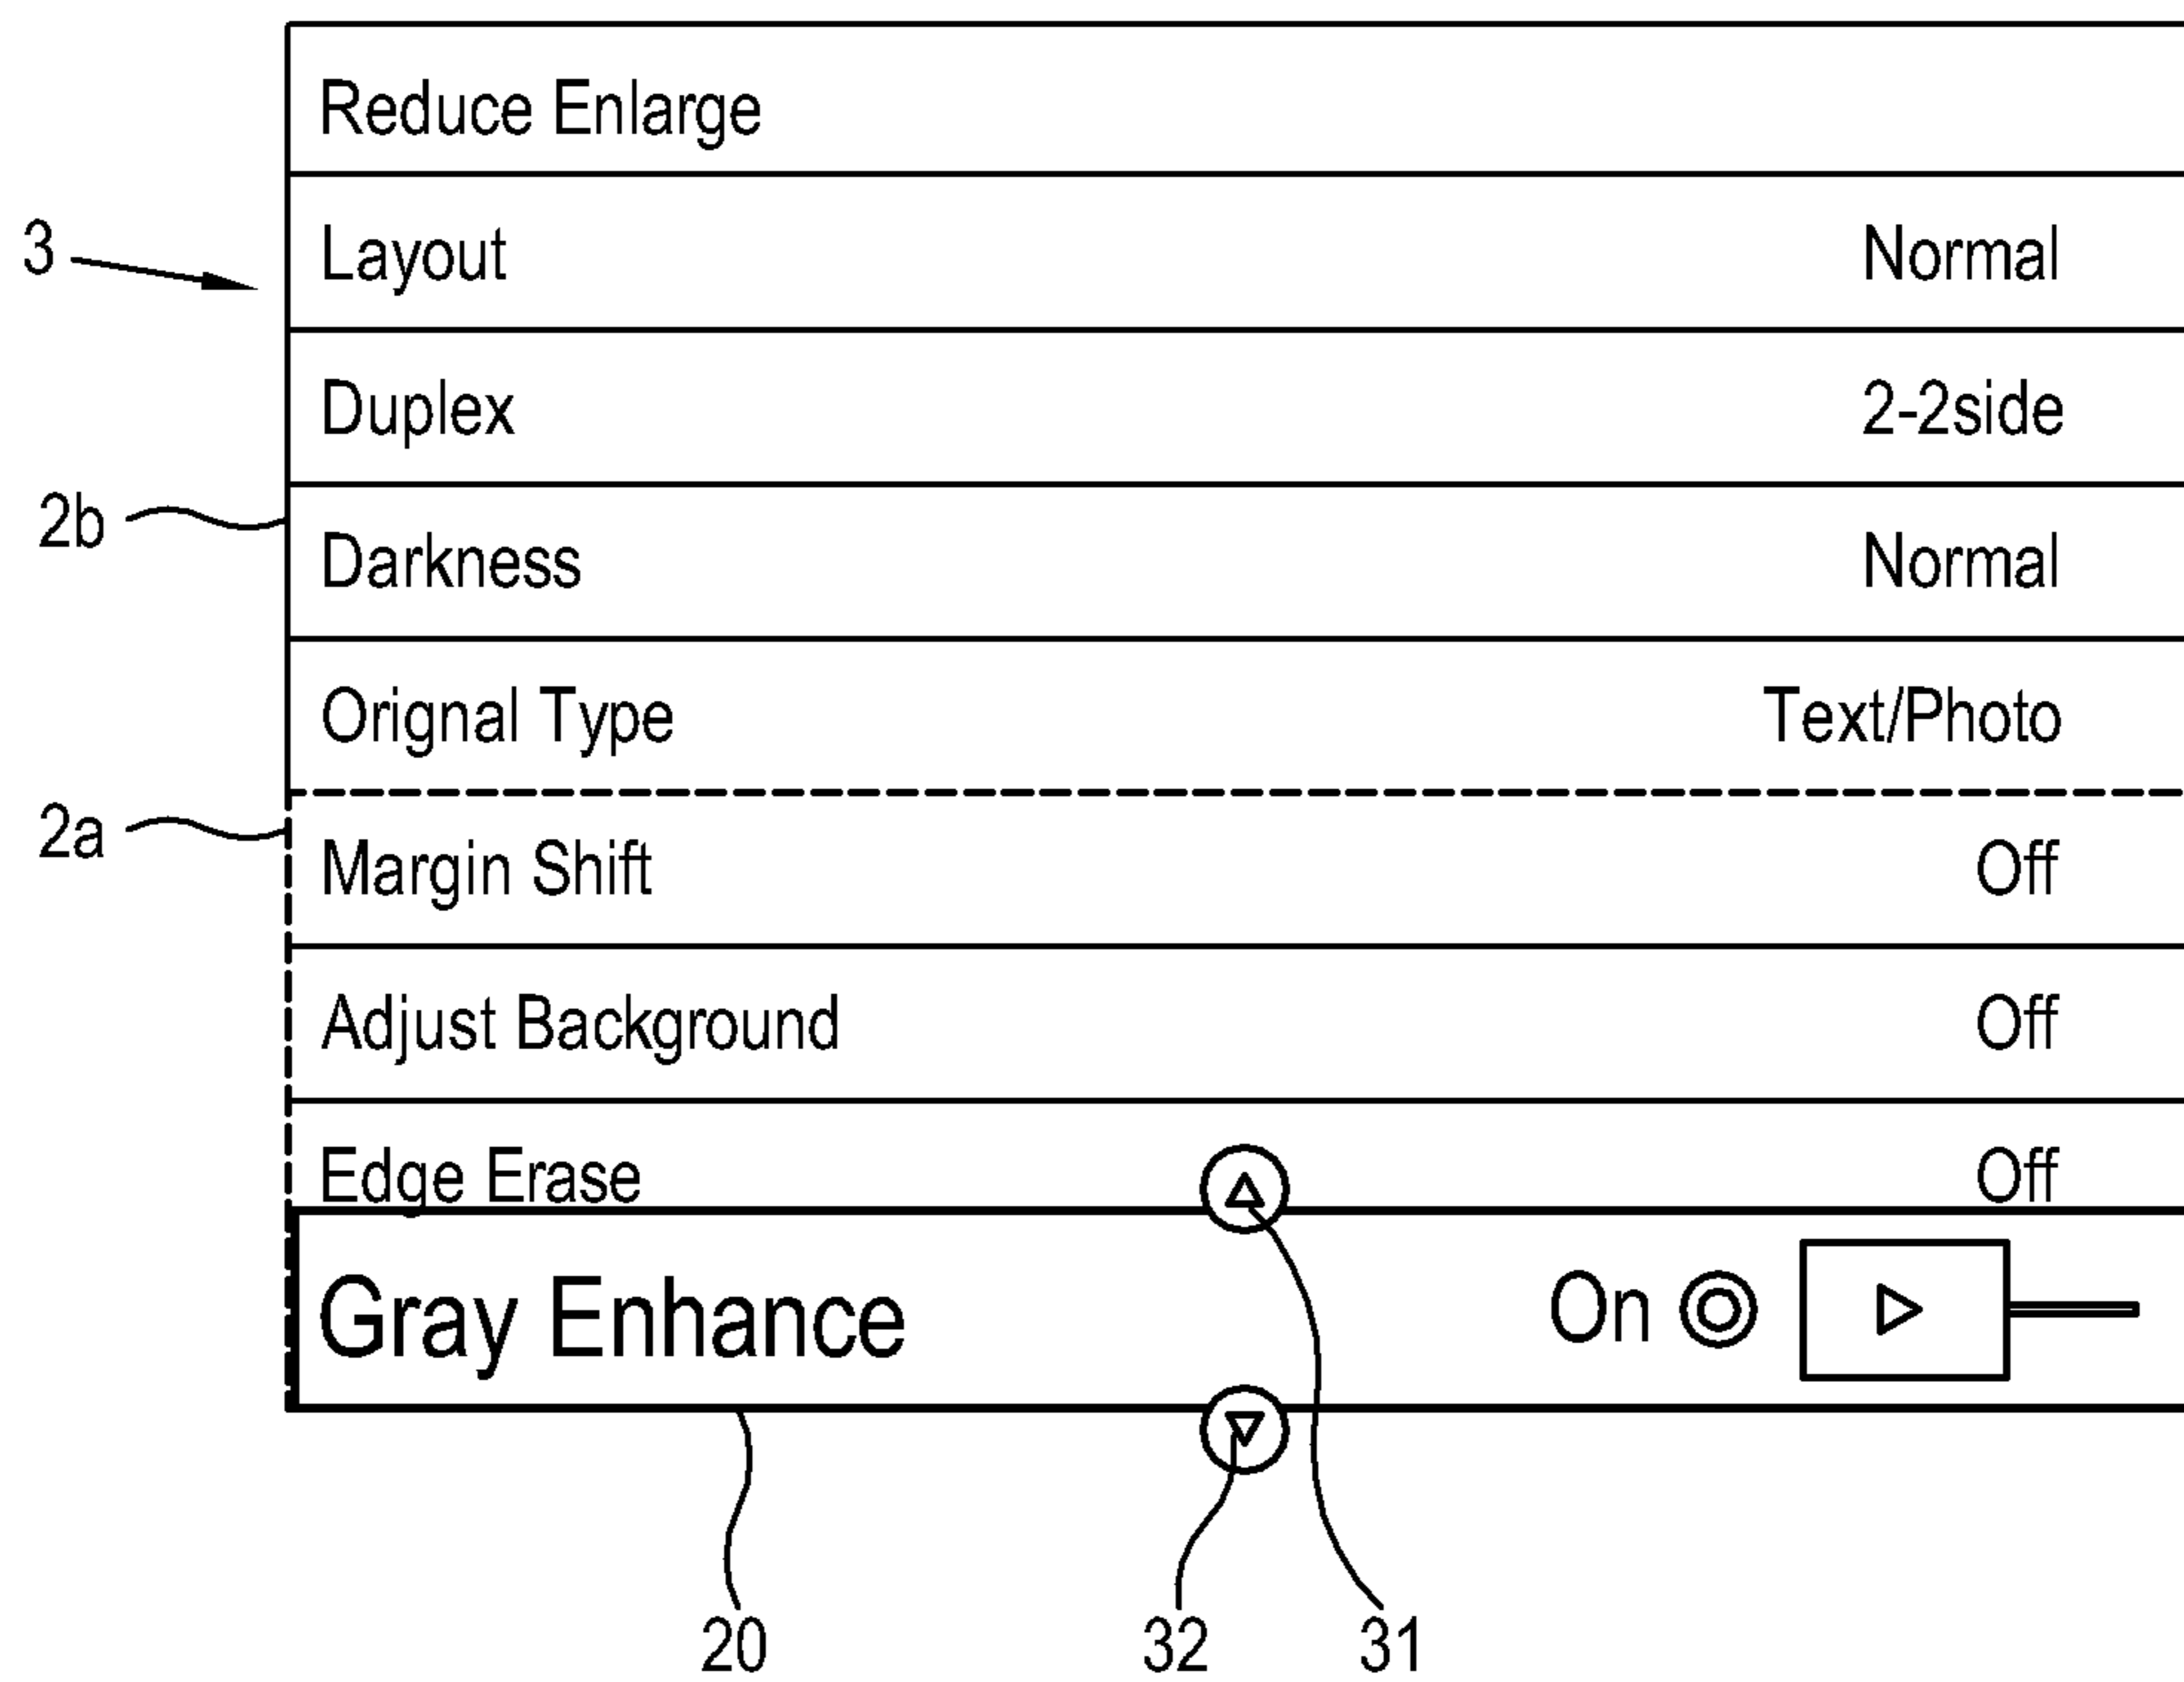 Reduce Enlarge
3
Layout Normal
Duplex 2-2side
2b
Darkness Normal
Orignal Type Text/Photo
2a
Margin Shift Off
Adjust Background Off
Edge Erase Off
Gray Enhance On
20 32 31